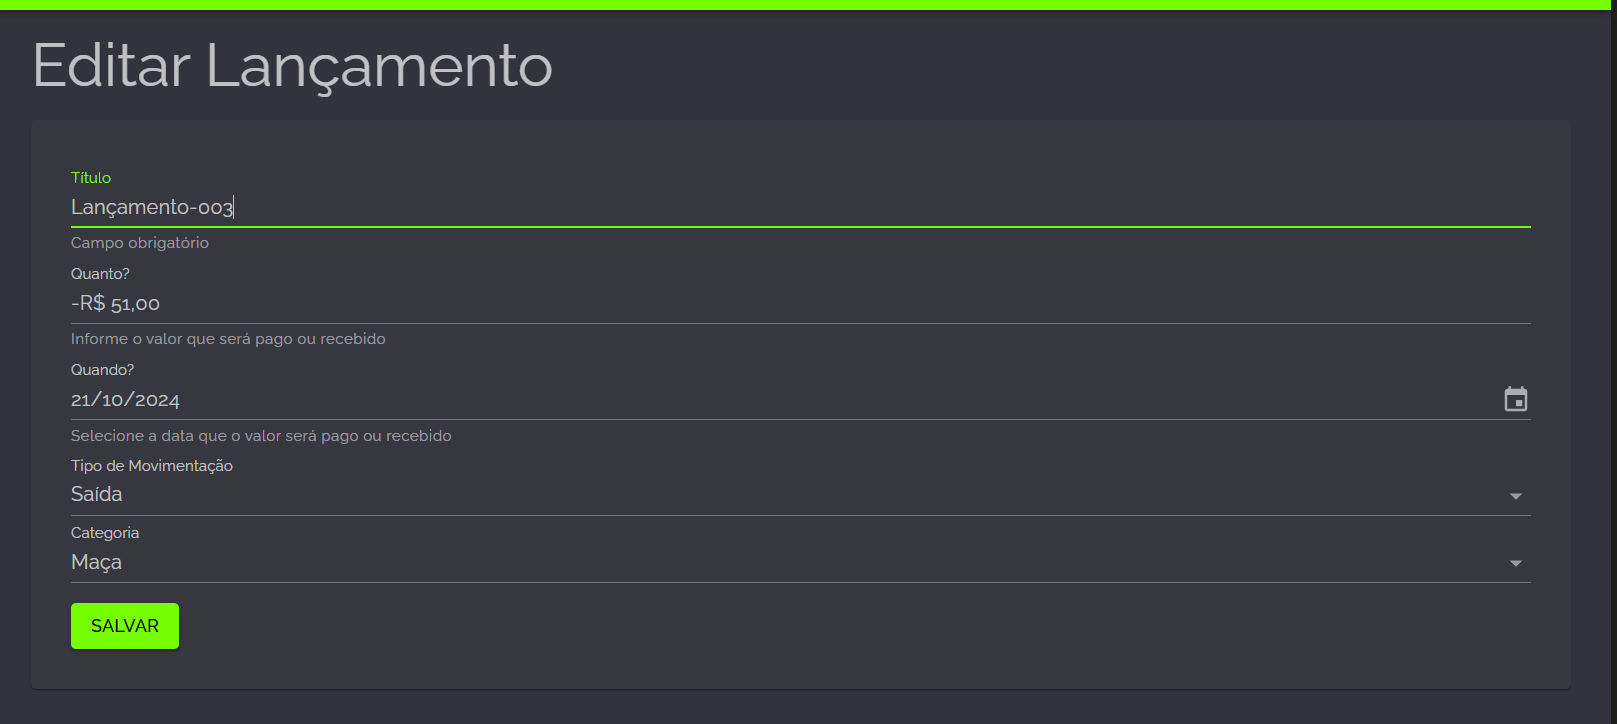 Editar Lançamento
Título
Lançamento-003
Campo obrigatório
Quanto?
-R$ 51,00
Informe o valor que será pago ou recebido
Quando?
21/10/2024
Selecione a data que o valor será pago ou recebido
Tipo de Movimentação
Saída
Categoria
Maça
SALVAR